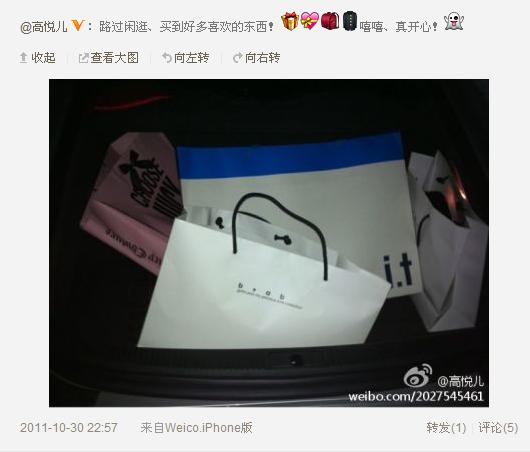 @高悦儿 V：路过闲逛、买到好多喜欢的东西！嘻嘻、真开心！
收起 | 查看大图 | 向左转 | 向右转
CHOOSE
i.t
b + a b
@高悦儿
weibo.com/2027545461
2011-10-30 22:57 来自Weico.iPhone版 转发(1) | 评论(5)